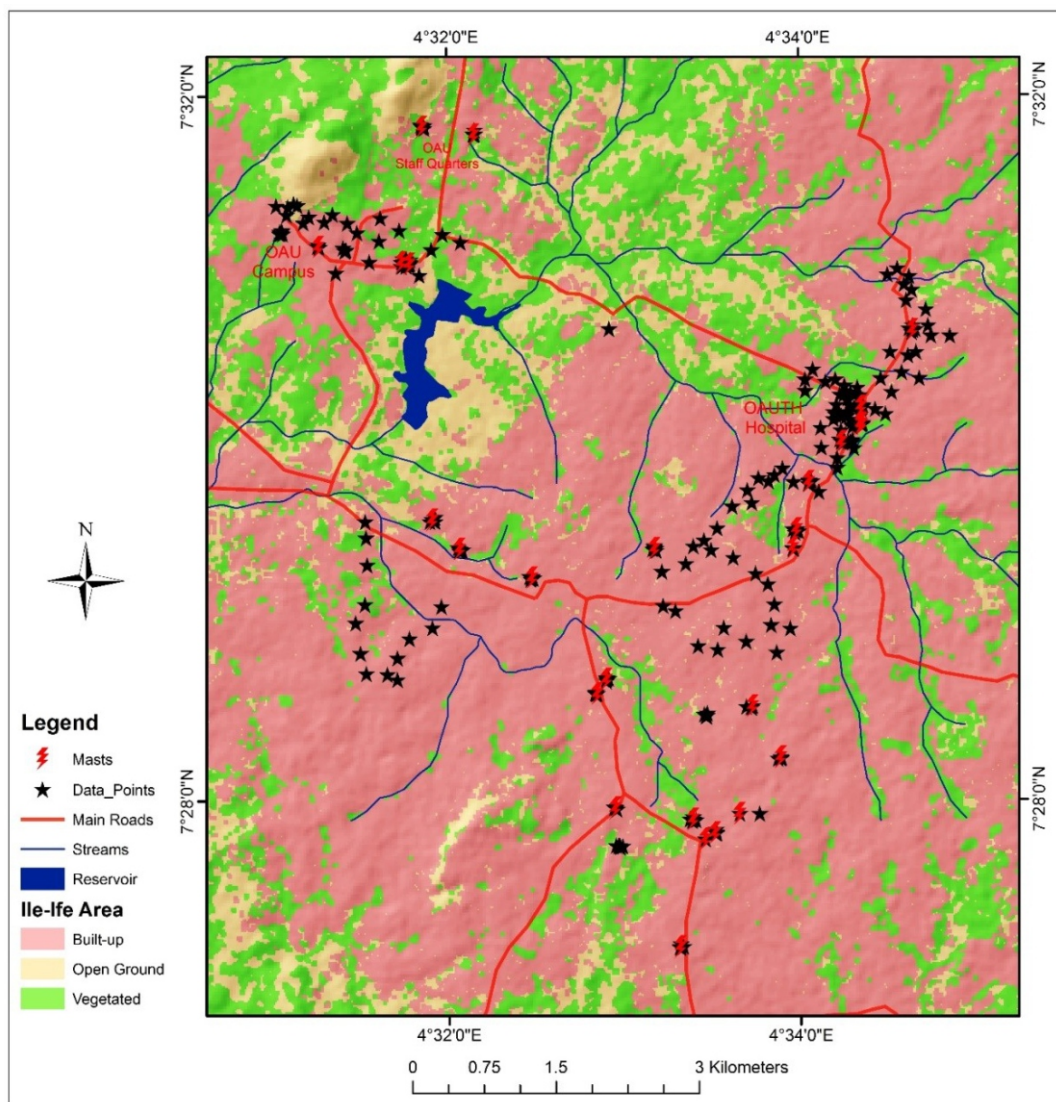 4°32'0"E
4°34'0"E
7°32'0"N
7°32'0"N
OAU
Staff Quarters
OAU
Campus
OAUTH
Hospital
N
7°28'0"N
7°28'0"N
Legend
Masts
Data_Points
Main Roads
Streams
Reservoir
Ile-Ife Area
Built-up
Open Ground
Vegetated
4°32'0"E
4°34'0"E
0 0.75 1.5 3 Kilometers